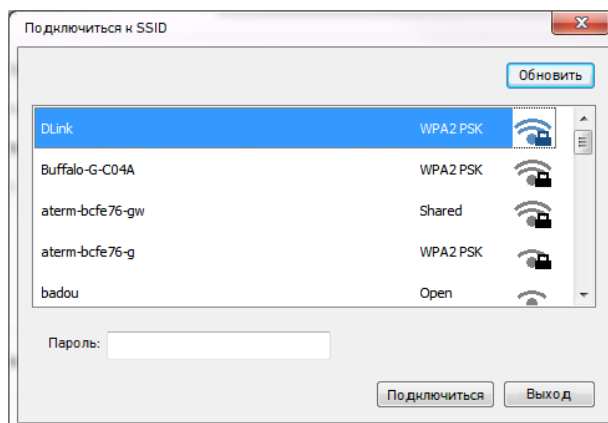 Подключиться к SSID
Обновить
DLink WPA2 PSK
Buffalo-G-C04A WPA2 PSK
aterm-bcfe76-gw Shared
aterm-bcfe76-g WPA2 PSK
badou Open
Пароль:
Подключиться Выход